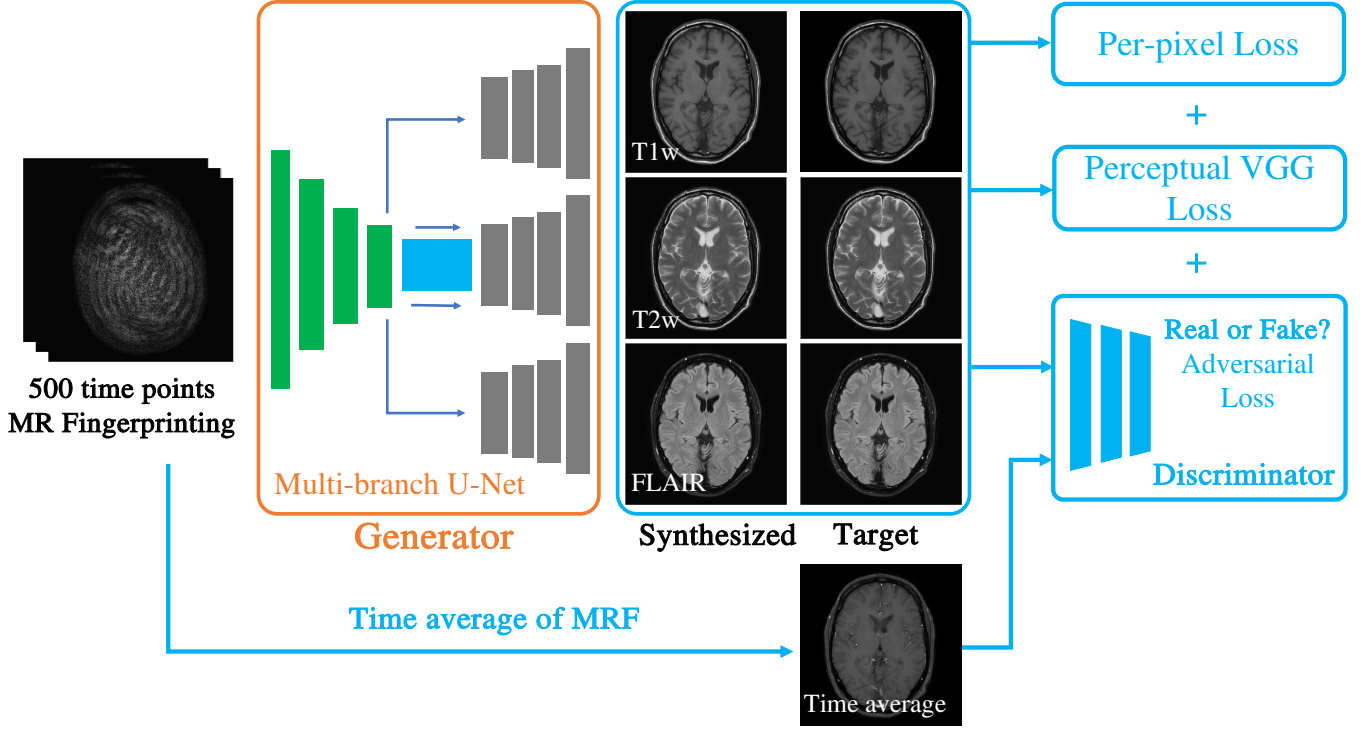 500 time points
MR Fingerprinting
Multi-branch U-Net
Generator
T1w
T2w
FLAIR
Synthesized
Target
Per-pixel Loss
+
Perceptual VGG
Loss
+
Real or Fake?
Adversarial
Loss
Discriminator
Time average of MRF
Time average